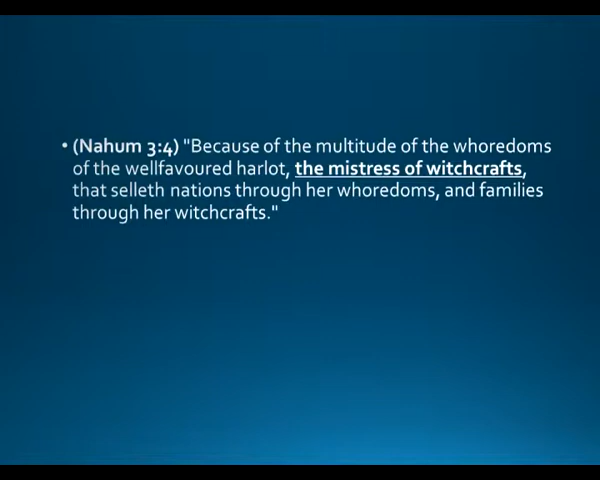 • (Nahum 3:4) "Because of the multitude of the whoredoms
of the wellfavoured harlot, the mistress of witchcrafts,
that selleth nations through her whoredoms, and families
through her witchcrafts."